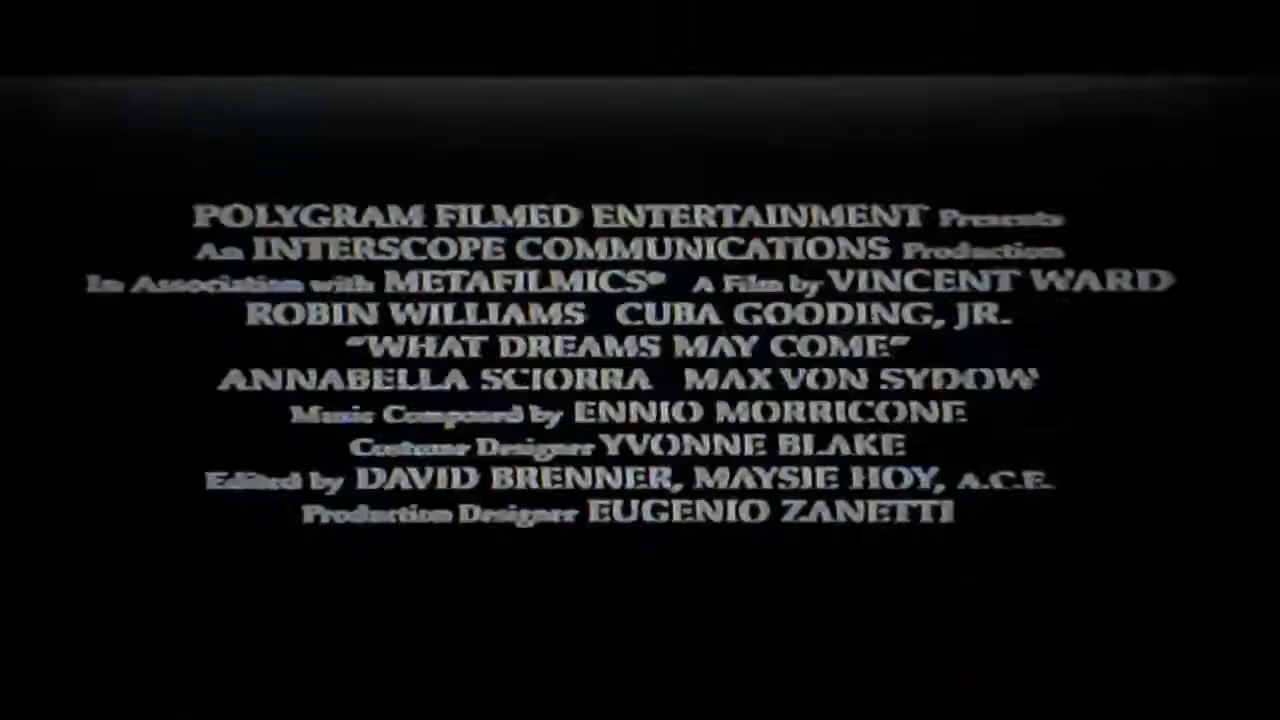 POLYGRAM FILMED ENTERTAINMENT Presents
An INTERSCOPE COMMUNICATIONS Production
In Association with METAFILMICS® A Film by VINCENT WARD
ROBIN WILLIAMS CUBA GOODING, JR.
"WHAT DREAMS MAY COME"
ANNABELLA SCIORRA MAX VON SYDOW
Music Composed by ENNIO MORRICONE
Costume Designer YVONNE BLAKE
Edited by DAVID BRENNER, MAYSIE HOY, A.C.E.
Production Designer EUGENIO ZANETTI